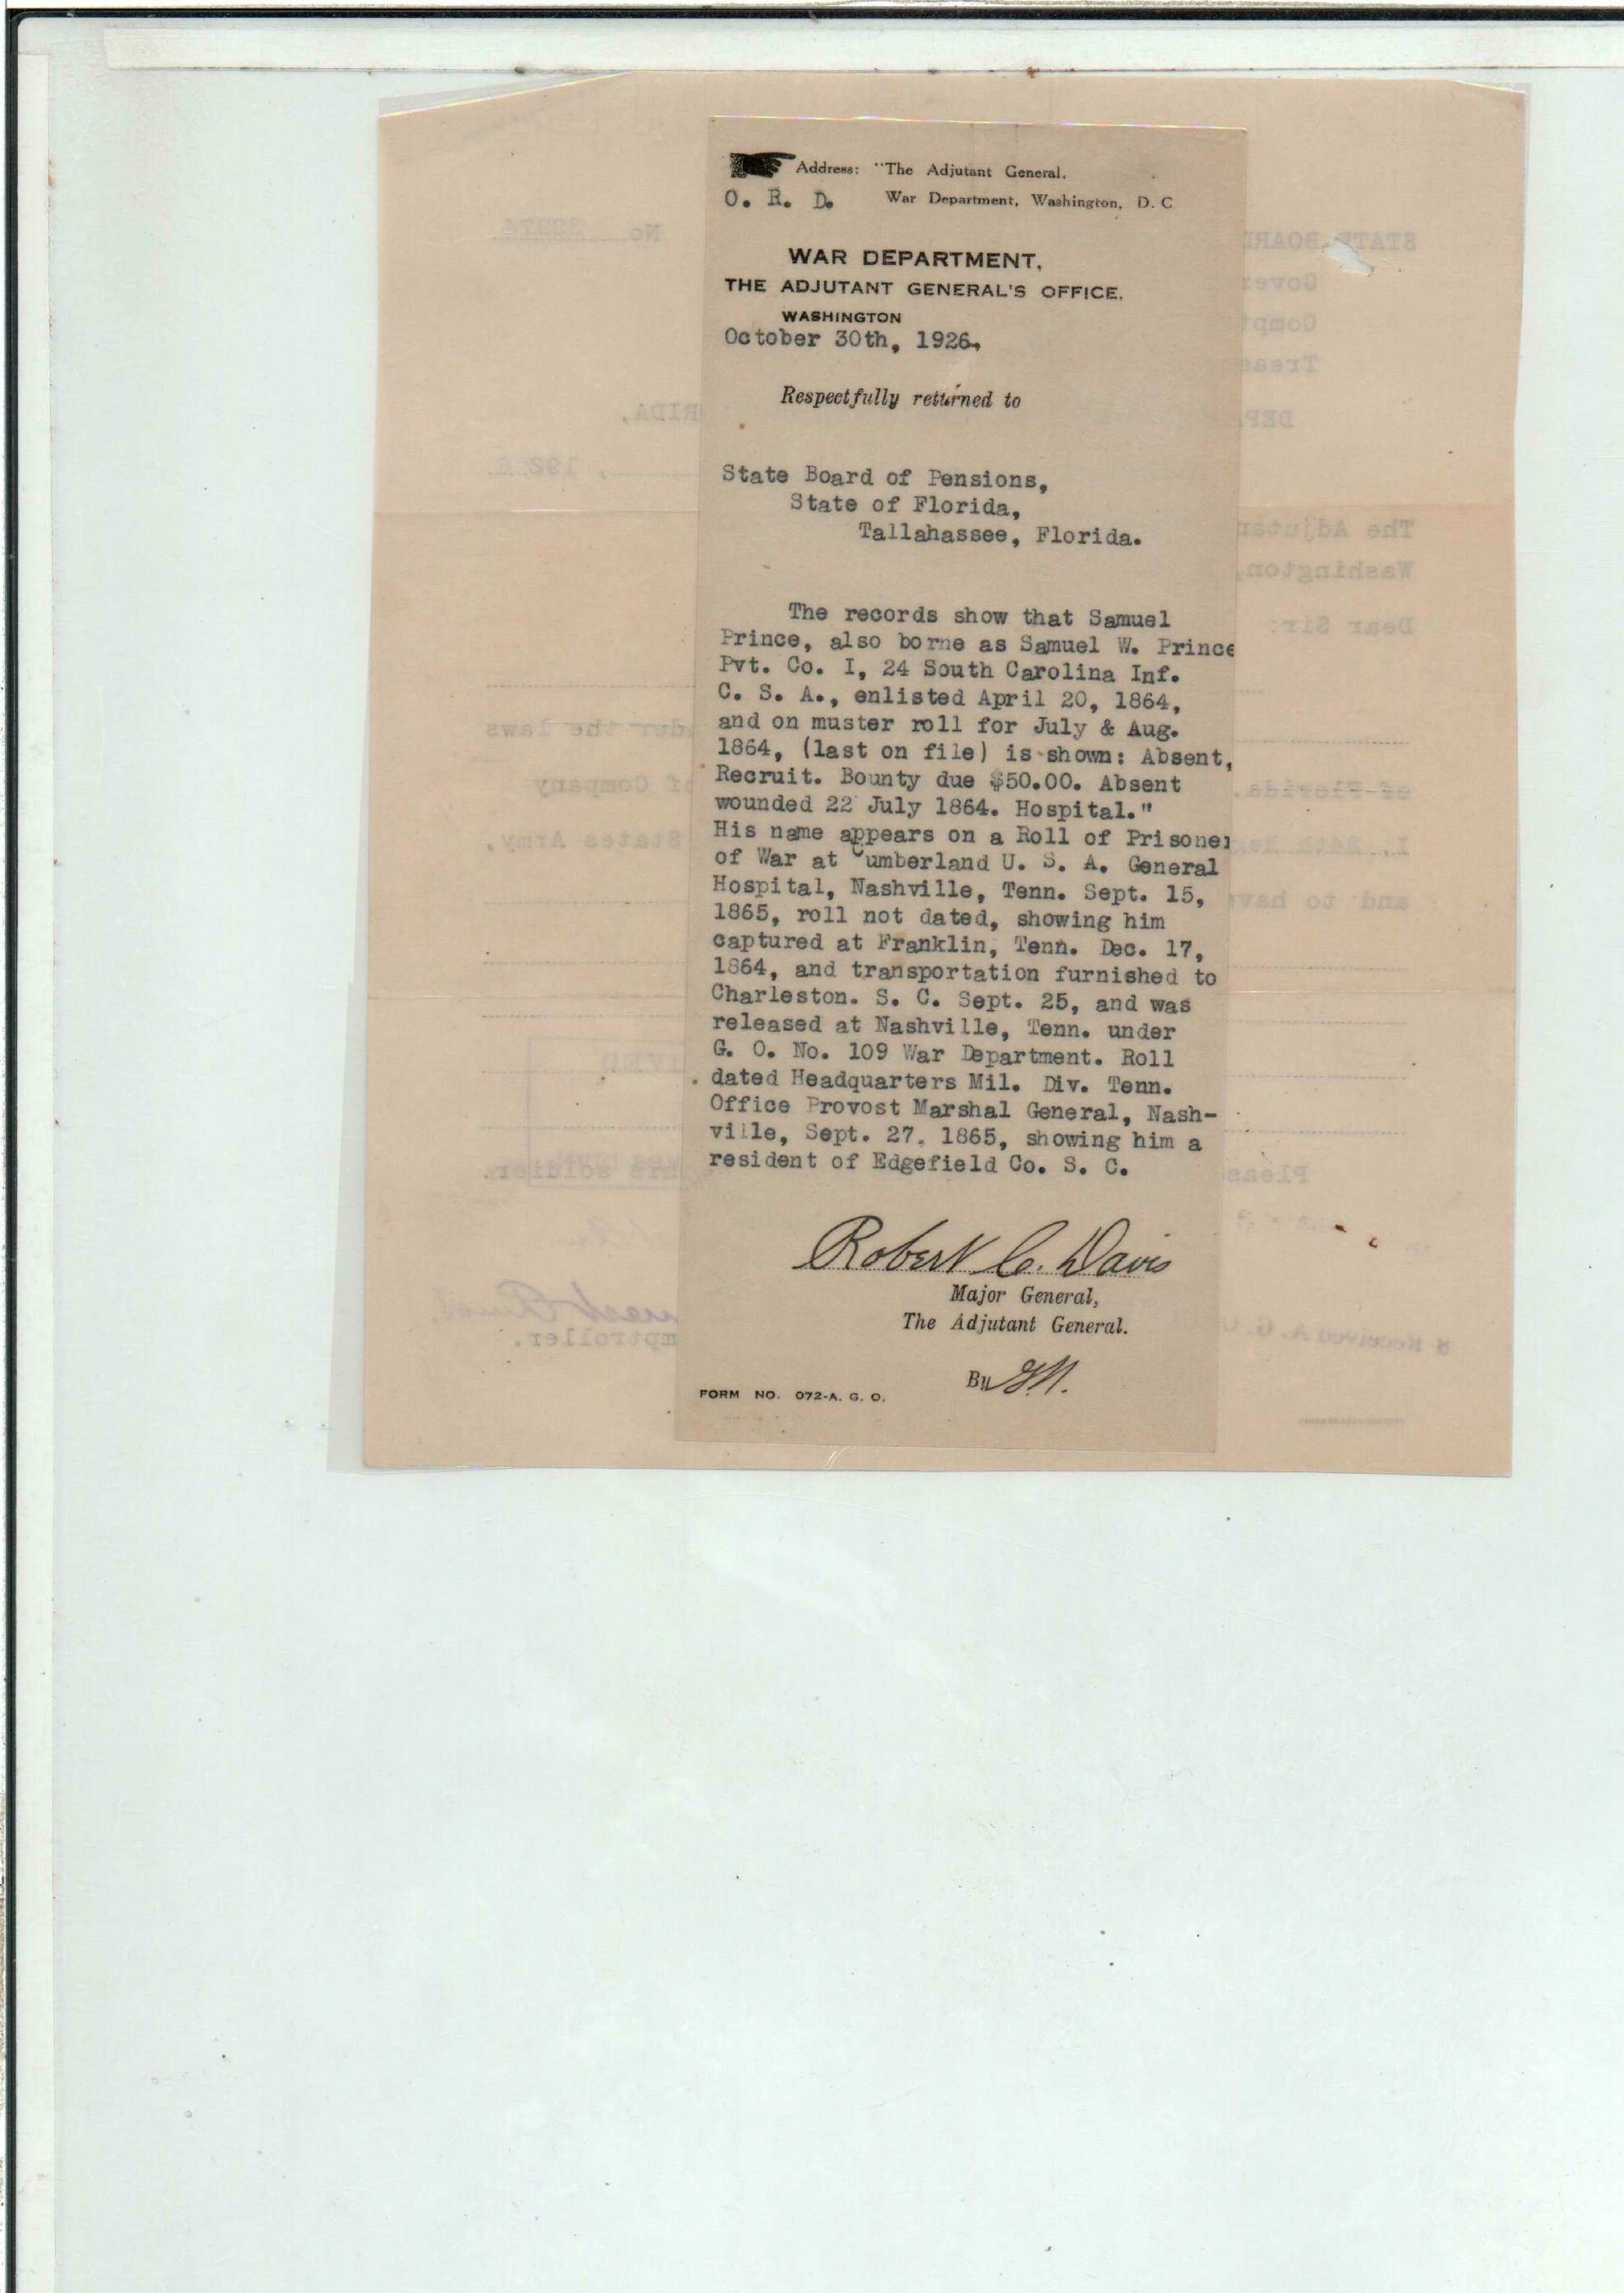 Address: "The Adjutant General,
O. R. D. War Department, Washington, D. C
WAR DEPARTMENT,
THE ADJUTANT GENERAL'S OFFICE,
WASHINGTON
October 30th, 1926,
Respectfully returned to
State Board of Pensions,
State of Florida,
Tallahassee, Florida.
The records show that Samuel
Prince, also borne as Samuel W. Prince
Pvt. Co. I, 24 South Carolina Inf.
C. S. A., enlisted April 20, 1864,
and on muster roll for July & Aug.
1864, (last on file) is shown: Absent,
Recruit. Bounty due $50.00. Absent
wounded 22 July 1864. Hospital."
His name appears on a Roll of Prisoner
of War at Cumberland U. S. A. General
Hospital, Nashville, Tenn. Sept. 15,
1865, roll not dated, showing him
captured at Franklin, Tenn. Dec. 17,
1864, and transportation furnished to
Charleston. S. C. Sept. 25, and was
released at Nashville, Tenn. under
G. O. No. 109 War Department. Roll
dated Headquarters Mil. Div. Tenn.
Office Provost Marshal General, Nash-
ville, Sept. 27, 1865, showing him a
resident of Edgefield Co. S. C.
Robert C. Davis
Major General,
The Adjutant General.
By
FORM NO. 072-A. G. O.